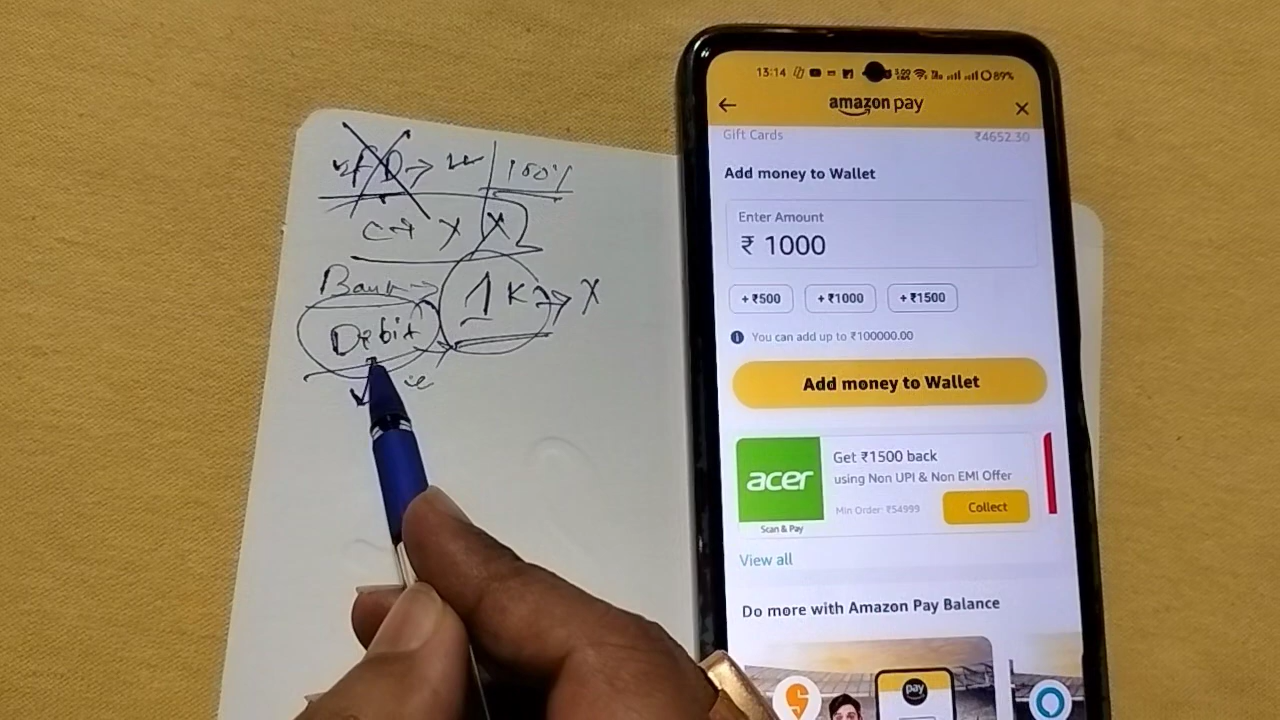 150%
Bank → 1K → X
Debit
13:14
89%
amazon pay
Gift Cards ₹4652.30
Add money to Wallet
Enter Amount
₹ 1000
+ ₹500 + ₹1000 + ₹1500
You can add up to ₹100000.00
Add money to Wallet
acer
Scan & Pay
Get ₹1500 back
using Non UPI & Non EMI Offer
Min Order: ₹54999
Collect
View all
Do more with Amazon Pay Balance
pay